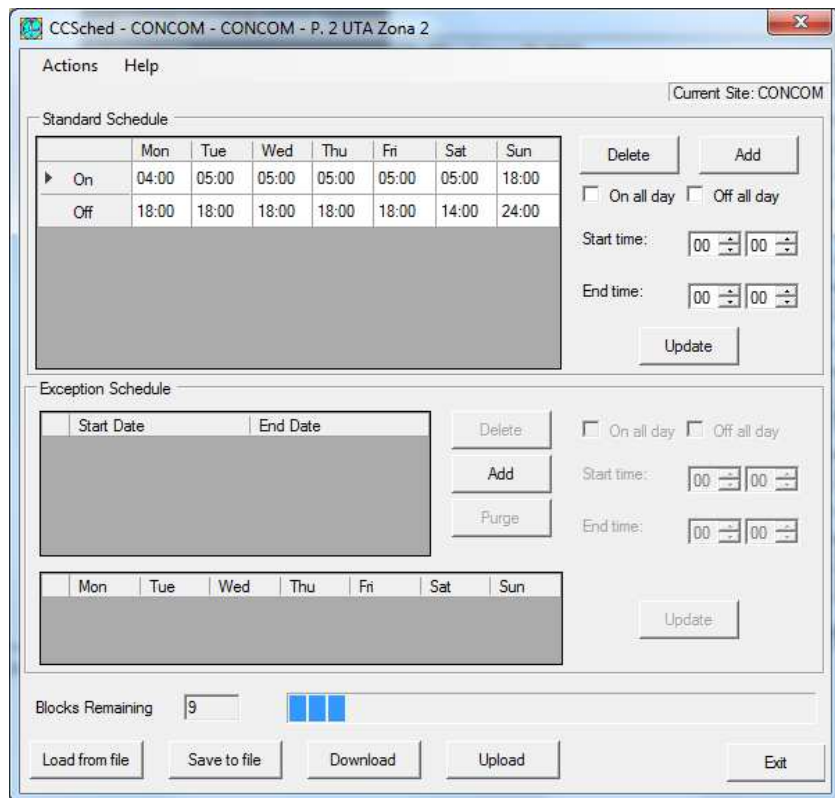 CCSched - CONCOM - CONCOM - P. 2 UTA Zona 2
Actions Help
Current Site: CONCOM
Standard Schedule
Mon Tue Wed Thu Fri Sat Sun
On 04:00 05:00 05:00 05:00 05:00 05:00 18:00
Off 18:00 18:00 18:00 18:00 18:00 14:00 24:00
Delete Add
On all day Off all day
Start time: 00 00
End time: 00 00
Update
Exception Schedule
Start Date End Date
Delete
Add
Purge
On all day Off all day
Start time: 00 00
End time: 00 00
Mon Tue Wed Thu Fri Sat Sun
Update
Blocks Remaining 9
Load from file Save to file Download Upload Exit